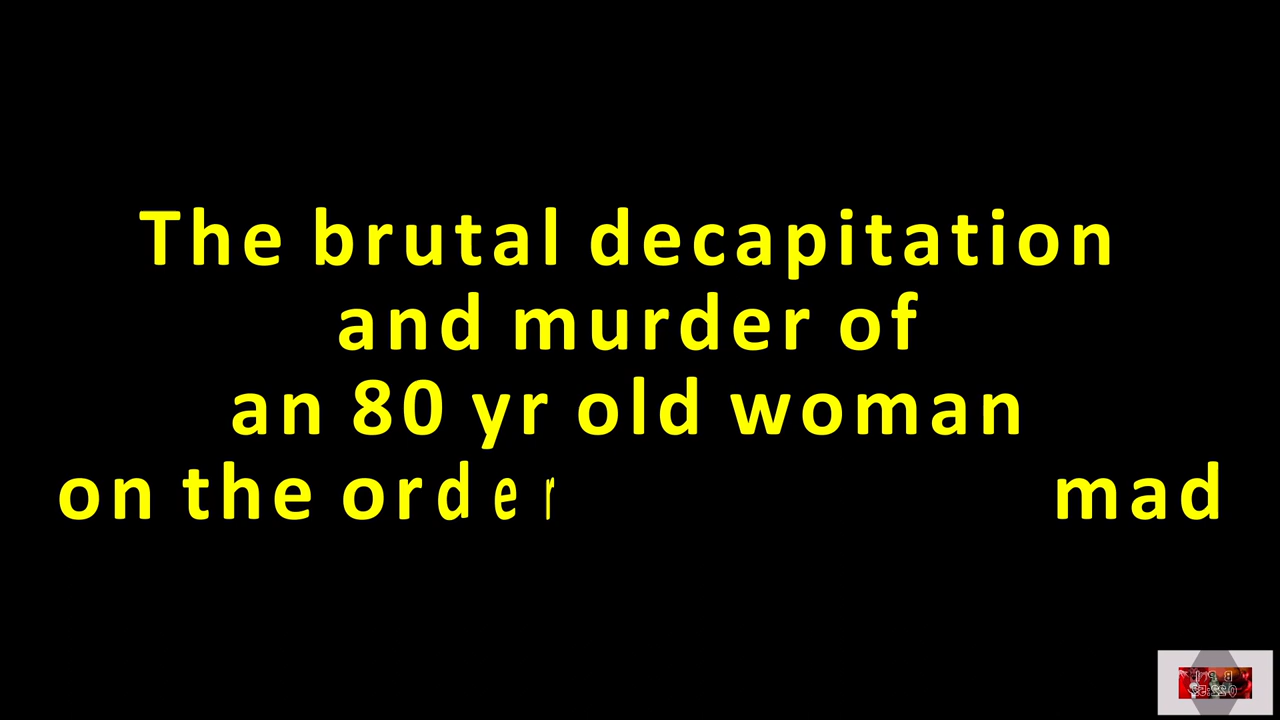 The brutal decapitation
and murder of
an 80 yr old woman
on the order mad